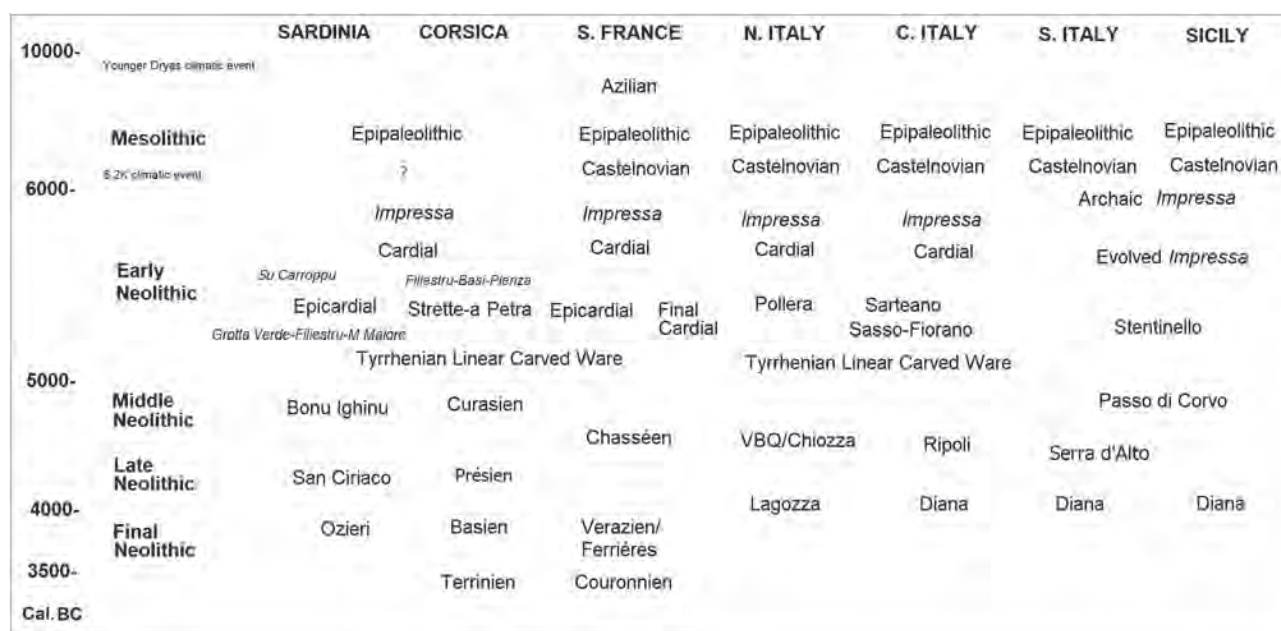 SARDINIA CORSICA S. FRANCE N. ITALY C. ITALY S. ITALY SICILY
10000-
Younger Dryas climatic event
Azilian
Mesolithic Epipaleolithic Epipaleolithic Epipaleolithic Epipaleolithic Epipaleolithic Epipaleolithic
8.2K climatic event ? Castelnovian Castelnovian Castelnovian Castelnovian Castelnovian
6000-
Archaic Impressa
Impressa Impressa Impressa Impressa
Cardial Cardial Cardial Cardial
Evolved Impressa
Early
Neolithic
Su Carroppu Filiestru-Basi-Pienza
Epicardial Strette-a Petra Epicardial Final
Cardial
Pollera Sarteano
Sasso-Fiorano
Stentinello
Grotta Verde-Filiestru-M Maiore
Tyrrhenian Linear Carved Ware Tyrrhenian Linear Carved Ware
5000-
Middle
Neolithic
Bonu Ighinu Curasien Passo di Corvo
Chasséen VBQ/Chiozza Ripoli Serra d'Alto
Late
Neolithic
San Ciriaco Présien
4000-
Lagozza Diana Diana Diana
Final
Neolithic
Ozieri Basien Verazien/
Ferriéres
3500-
Terrinien Couronnien
Cal. BC